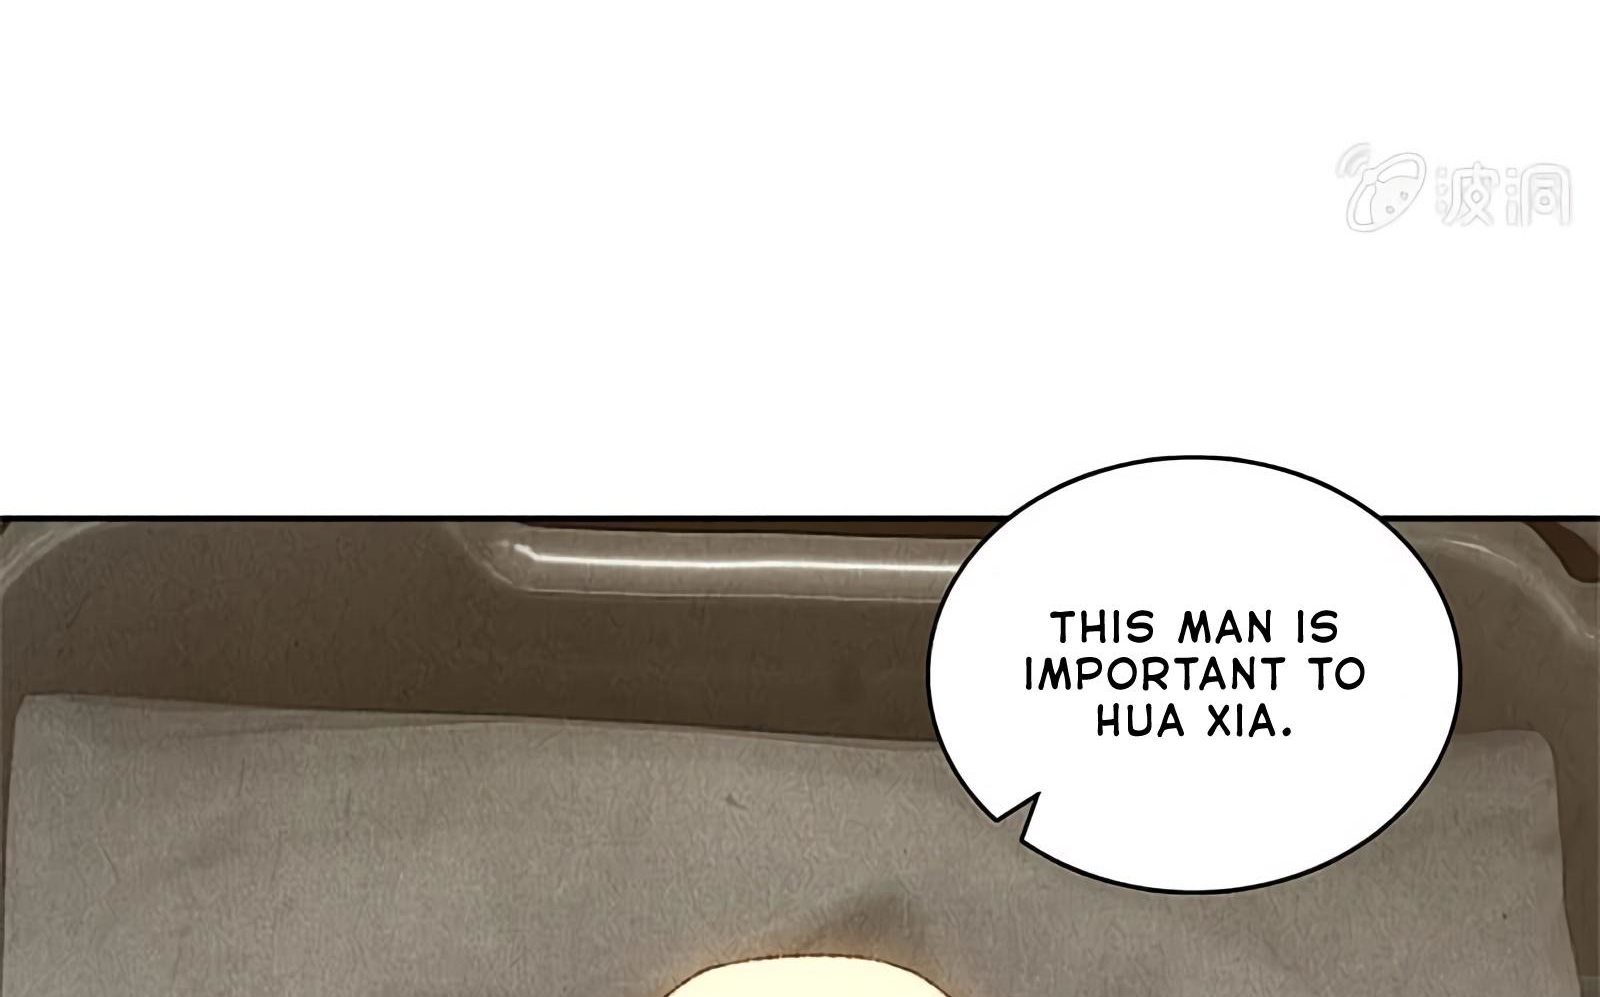 波洞
THIS MAN IS
IMPORTANT TO
HUA XIA.